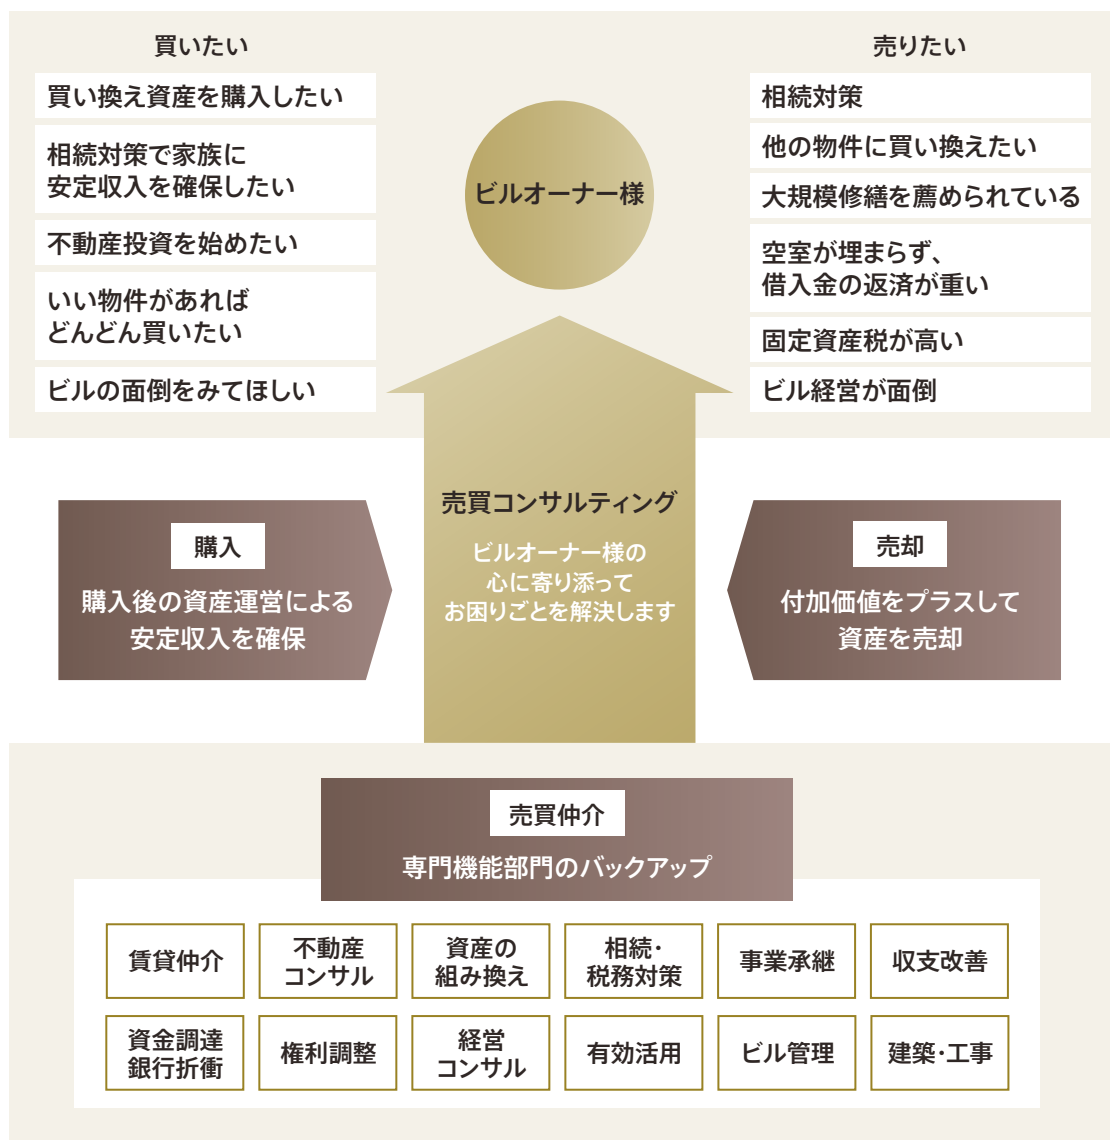 買いたい
買い換え資産を購入したい
相続対策で家族に
安定収入を確保したい
不動産投資を始めたい
いい物件があれば
どんどん買いたい
ビルの面倒をみてほしい
ビルオーナー様
売りたい
相続対策
他の物件に買い換えたい
大規模修繕を薦められている
空室が埋まらず、
借入金の返済が重い
固定資産税が高い
ビル経営が面倒
購入
購入後の資産運営による
安定収入を確保
売買コンサルティング
ビルオーナー様の
心に寄り添って
お困りごとを解決します
売却
付加価値をプラスして
資産を売却
売買仲介
専門機能部門のバックアップ
賃貸仲介
不動産
コンサル
資産の
組み換え
相続・
税務対策
事業承継
収支改善
資金調達
銀行折衝
権利調整
経営
コンサル
有効活用
ビル管理
建築・工事